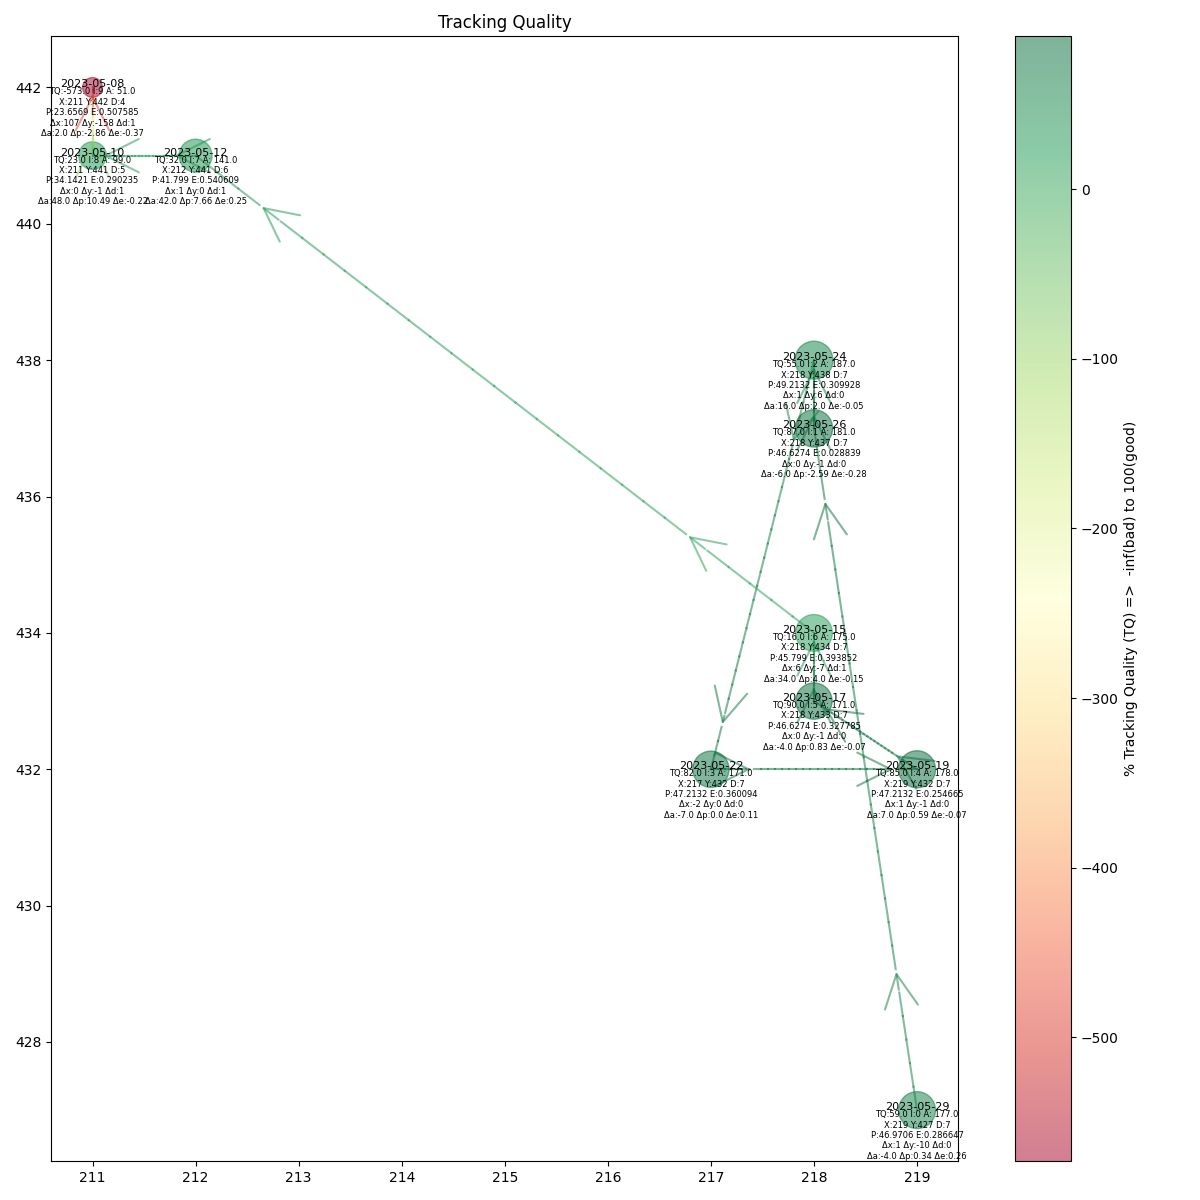 Tracking Quality
442
440
438
436
434
432
430
428
2023-05-08
TQ:-573.0 I:9 A: 51.0
X:211 Y:442 D:4
P:23.6569 E:0.507585
Δx:107 Δy:-158 Δd:1
Δa:2.0 Δp:-2.86 Δe:-0.37
2023-05-10
TQ:23.0 I:8 A: 99.0
X:211 Y:441 D:5
P:34.1421 E:0.290235
Δx:0 Δy:-1 Δd:1
Δa:48.0 Δp:10.49 Δe:-0.22
2023-05-12
TQ:32.0 I:7 A: 141.0
X:212 Y:441 D:6
P:41.799 E:0.540609
Δx:1 Δy:0 Δd:1
Δa:42.0 Δp:7.66 Δe:0.25
2023-05-24
TQ:55.0 I:2 A: 187.0
X:218 Y:438 D:7
P:49.2132 E:0.309928
Δx:1 Δy:6 Δd:0
Δa:16.0 Δp:2.0 Δe:-0.05
2023-05-26
TQ:87.0 I:1 A: 181.0
X:218 Y:437 D:7
P:46.6274 E:0.028839
Δx:0 Δy:-1 Δd:0
Δa:-6.0 Δp:-2.59 Δe:-0.28
2023-05-15
TQ:16.0 I:6 A: 175.0
X:218 Y:434 D:7
P:45.799 E:0.393852
Δx:6 Δy:-7 Δd:1
Δa:34.0 Δp:4.0 Δe:-0.15
2023-05-17
TQ:90.0 I:5 A: 171.0
X:218 Y:433 D:7
P:46.6274 E:0.327785
Δx:0 Δy:-1 Δd:0
Δa:-4.0 Δp:0.83 Δe:-0.07
2023-05-22
TQ:82.0 I:3 A: 171.0
X:217 Y:432 D:7
P:47.2132 E:0.360094
Δx:-2 Δy:0 Δd:0
Δa:-7.0 Δp:0.0 Δe:0.11
2023-05-19
TQ:85.0 I:4 A: 178.0
X:219 Y:432 D:7
P:47.2132 E:0.254665
Δx:1 Δy:-1 Δd:0
Δa:7.0 Δp:0.59 Δe:-0.07
2023-05-29
TQ:59.0 I:0 A: 177.0
X:219 Y:427 D:7
P:46.9706 E:0.286647
Δx:1 Δy:-10 Δd:0
Δa:-4.0 Δp:0.34 Δe:0.26
211 212 213 214 215 216 217 218 219
0
−100
−200
−300
−400
−500
% Tracking Quality (TQ) => -inf(bad) to 100(good)